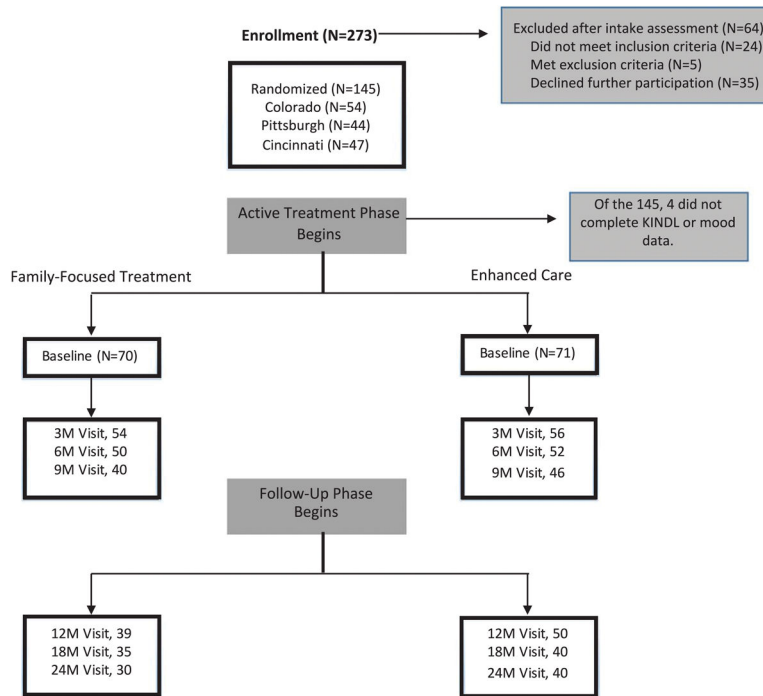 Enrollment (N=273)
Excluded after intake assessment (N=64)
Did not meet inclusion criteria (N=24)
Met exclusion criteria (N=5)
Declined further participation (N=35)
Randomized (N=145)
Colorado (N=54)
Pittsburgh (N=44)
Cincinnati (N=47)
Active Treatment Phase
Begins
Of the 145, 4 did not
complete KINDL or mood
data.
Family-Focused Treatment
Enhanced Care
Baseline (N=70)
Baseline (N=71)
3M Visit, 54
6M Visit, 50
9M Visit, 40
3M Visit, 56
6M Visit, 52
9M Visit, 46
Follow-Up Phase
Begins
12M Visit, 39
18M Visit, 35
24M Visit, 30
12M Visit, 50
18M Visit, 40
24M Visit, 40